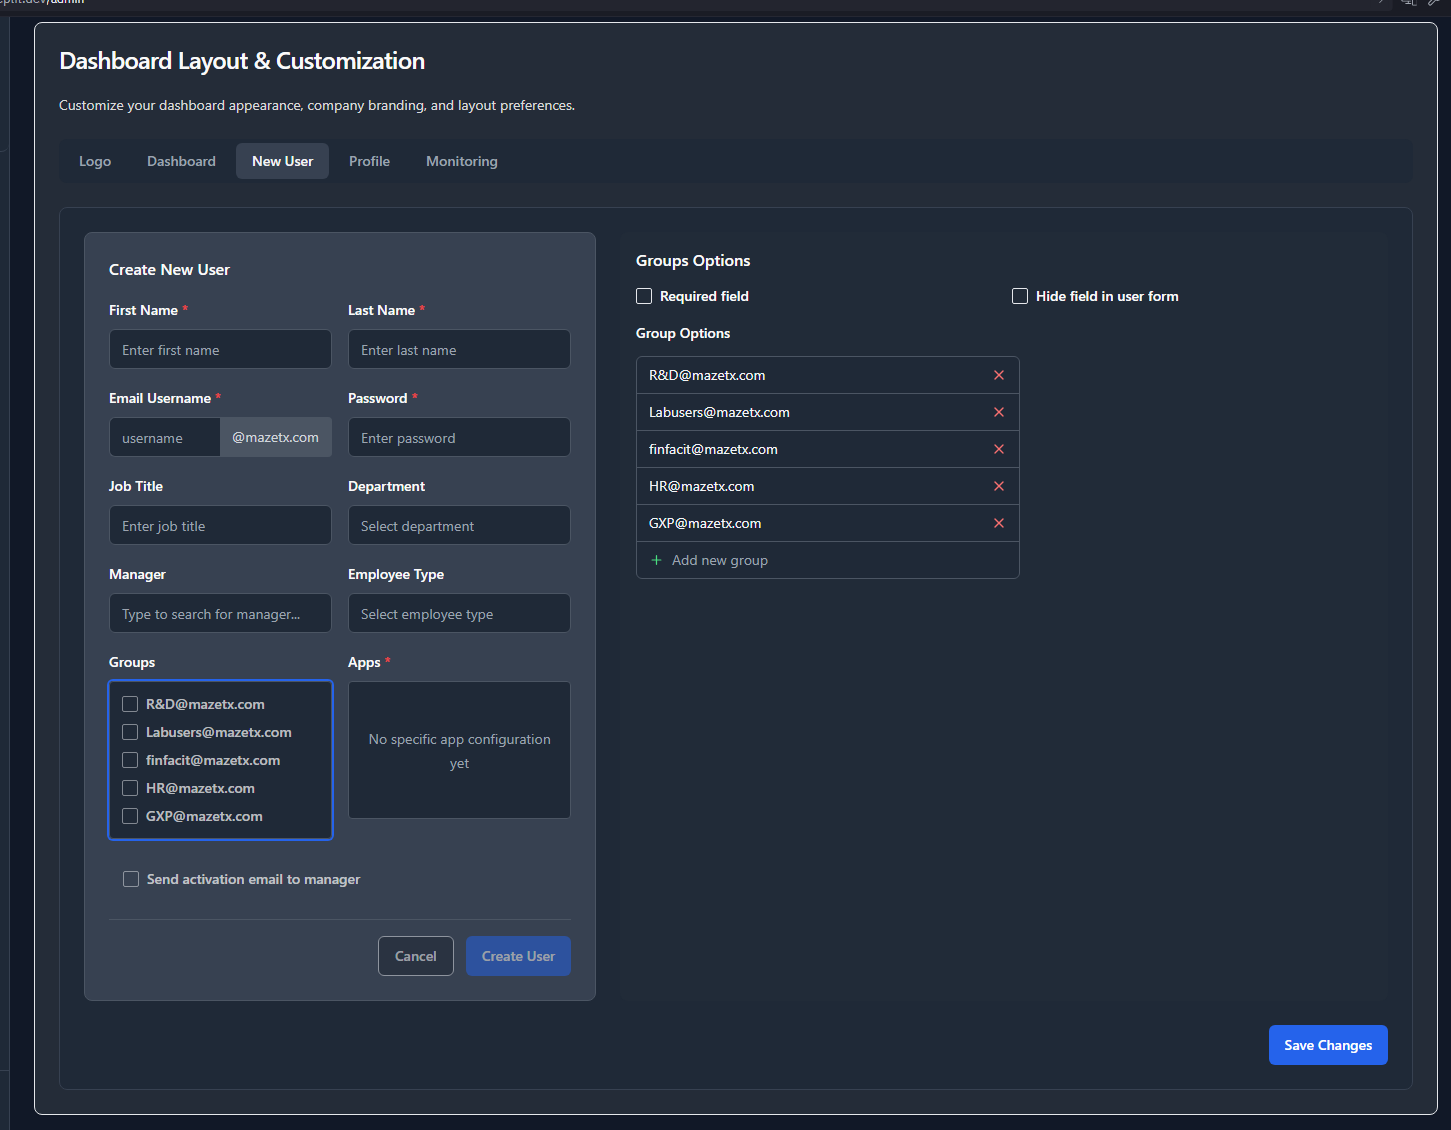 Dashboard Layout & Customization
Customize your dashboard appearance, company branding, and layout preferences.
Logo Dashboard New User Profile Monitoring
Create New User
First Name * Last Name *
Enter first name Enter last name
Email Username * Password *
username @mazetx.com Enter password
Job Title Department
Enter job title Select department
Manager Employee Type
Type to search for manager... Select employee type
Groups Apps *
R&D@mazetx.com
Labusers@mazetx.com
finfacit@mazetx.com
HR@mazetx.com
GXP@mazetx.com
No specific app configuration
yet
Send activation email to manager
Cancel Create User
Groups Options
Required field Hide field in user form
Group Options
R&D@mazetx.com
Labusers@mazetx.com
finfacit@mazetx.com
HR@mazetx.com
GXP@mazetx.com
+ Add new group
Save Changes